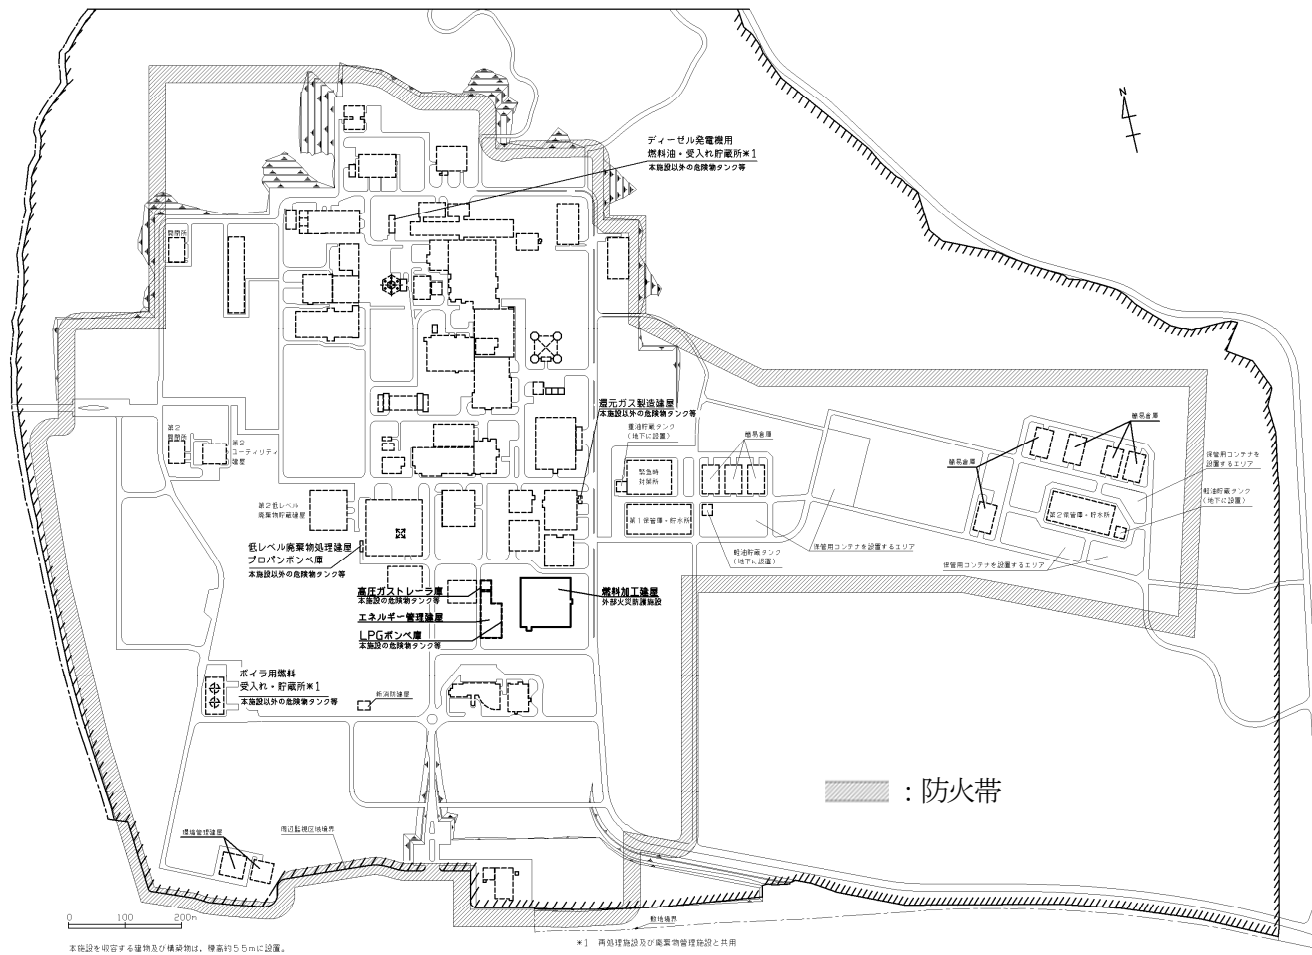 N
ディーゼル発電機用
燃料油・受入れ貯蔵所※1
本施設以外の危険物タンク等
開閉所
還元ガス製造建屋
本施設以外の危険物タンク等
重油貯蔵タンク
（地下に設置）
簡易倉庫
簡易倉庫
簡易倉庫
保管用コンテナを
設置するエリア
軽油貯蔵タンク
（地下に設置）
第2
開閉所
第2
ユーティリティ
建屋
緊急時
対策所
第1保管庫・貯水所
第2保管庫・貯水所
第2低レベル
廃棄物貯蔵建屋
軽油貯蔵タンク
（地下に設置）
保管用コンテナを設置するエリア
保管用コンテナを設置するエリア
低レベル廃棄物処理建屋
プロパンボンベ庫
本施設以外の危険物タンク等
高圧ガストレーラ庫
本施設の危険物タンク等
エネルギー管理建屋
LPGボンベ庫
本施設の危険物タンク等
燃料加工建屋
外部火災防護施設
ボイラ用燃料
受入れ・貯蔵所※1
本施設以外の危険物タンク等
新消防建屋
：防火帯
環境管理建屋
周辺監視区域境界
敷地境界
0 100 200m
本施設を収容する建物及び構築物は、標高約55mに設置。
※1 再処理施設及び廃棄物管理施設と共用